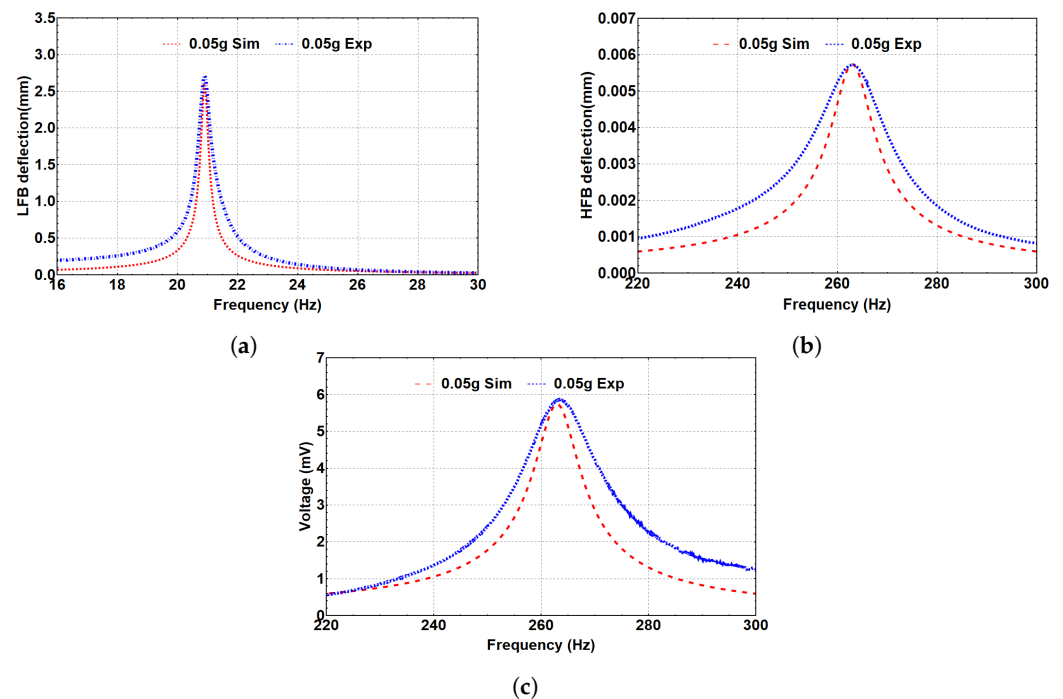 3.5
3.0
2.5
2.0
1.5
1.0
0.5
0.0
LFB deflection(mm)
0.05g Sim 0.05g Exp
16 18 20 22 24 26 28 30
Frequency (Hz)
(a)
0.007
0.006
0.005
0.004
0.003
0.002
0.001
0.000
HFB deflection(mm)
0.05g Sim 0.05g Exp
220 240 260 280 300
Frequency (Hz)
(b)
7
6
5
4
3
2
1
0
Voltage (mV)
0.05g Sim 0.05g Exp
220 240 260 280 300
Frequency (Hz)
(c)